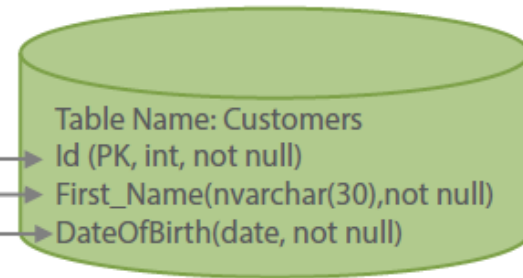 Table Name: Customers
Id (PK, int, not null)
First_Name(nvarchar(30),not null)
DateOfBirth(date, not null)